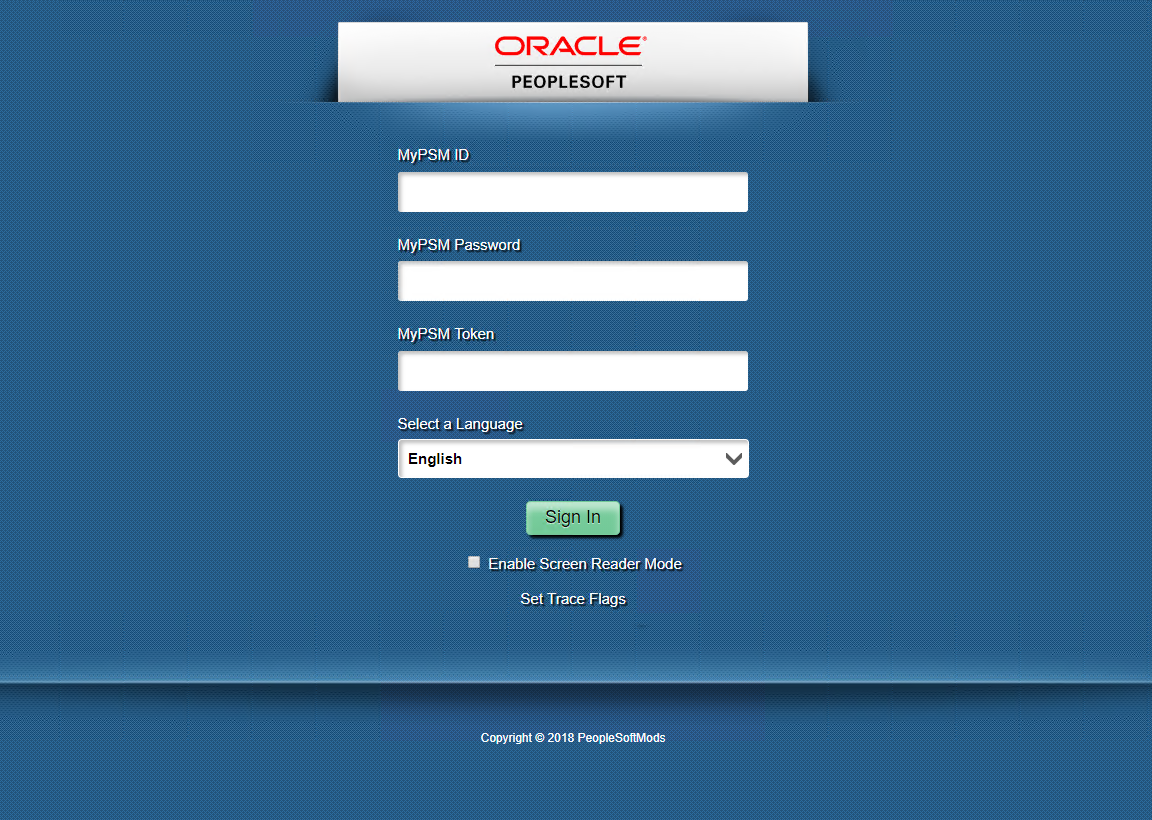 ORACLE®
PEOPLESOFT
MyPSM ID
MyPSM Password
MyPSM Token
Select a Language
English
Sign In
Enable Screen Reader Mode
Set Trace Flags
Copyright © 2018 PeopleSoftMods